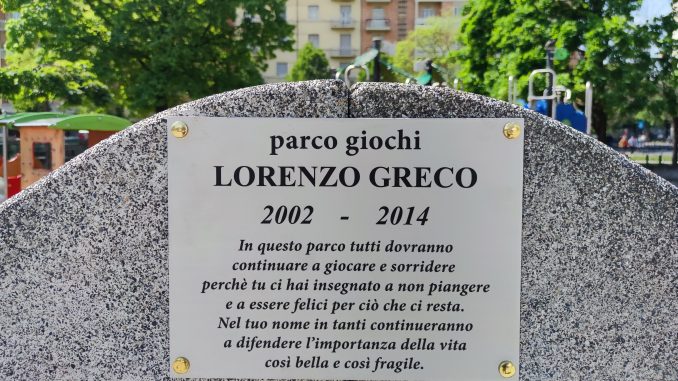 parco giochi
LORENZO GRECO
2002 - 2014
In questo parco tutti dovranno
continuare a giocare e sorridere
perchè tu ci hai insegnato a non piangere
e a essere felici per ciò che ci resta.
Nel tuo nome in tanti continueranno
a difendere l'importanza della vita
così bella e così fragile.